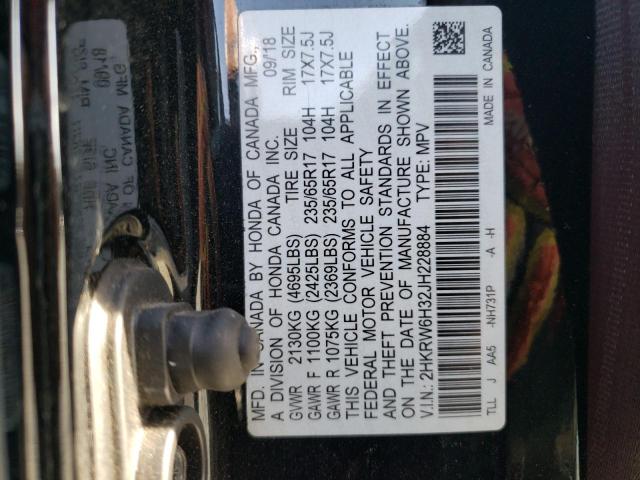 MFD. IN CANADA BY HONDA OF CANADA MFG.,
A DIVISION OF HONDA CANADA INC. 09/18
GVWR 2130KG (4695LBS) TIRE SIZE RIM SIZE
GAWR F 1100KG (2425LBS) 235/65R17 104H 17X7.5J
GAWR R 1075KG (2369LBS) 235/65R17 104H 17X7.5J
THIS VEHICLE CONFORMS TO ALL APPLICABLE
FEDERAL MOTOR VEHICLE SAFETY
AND THEFT PREVENTION STANDARDS IN EFFECT
ON THE DATE OF MANUFACTURE SHOWN ABOVE.
V.I.N.: 2HKRW6H32JH228884 TYPE: MPV
TLL J AA5 -NH731P -A -H MADE IN CANADA